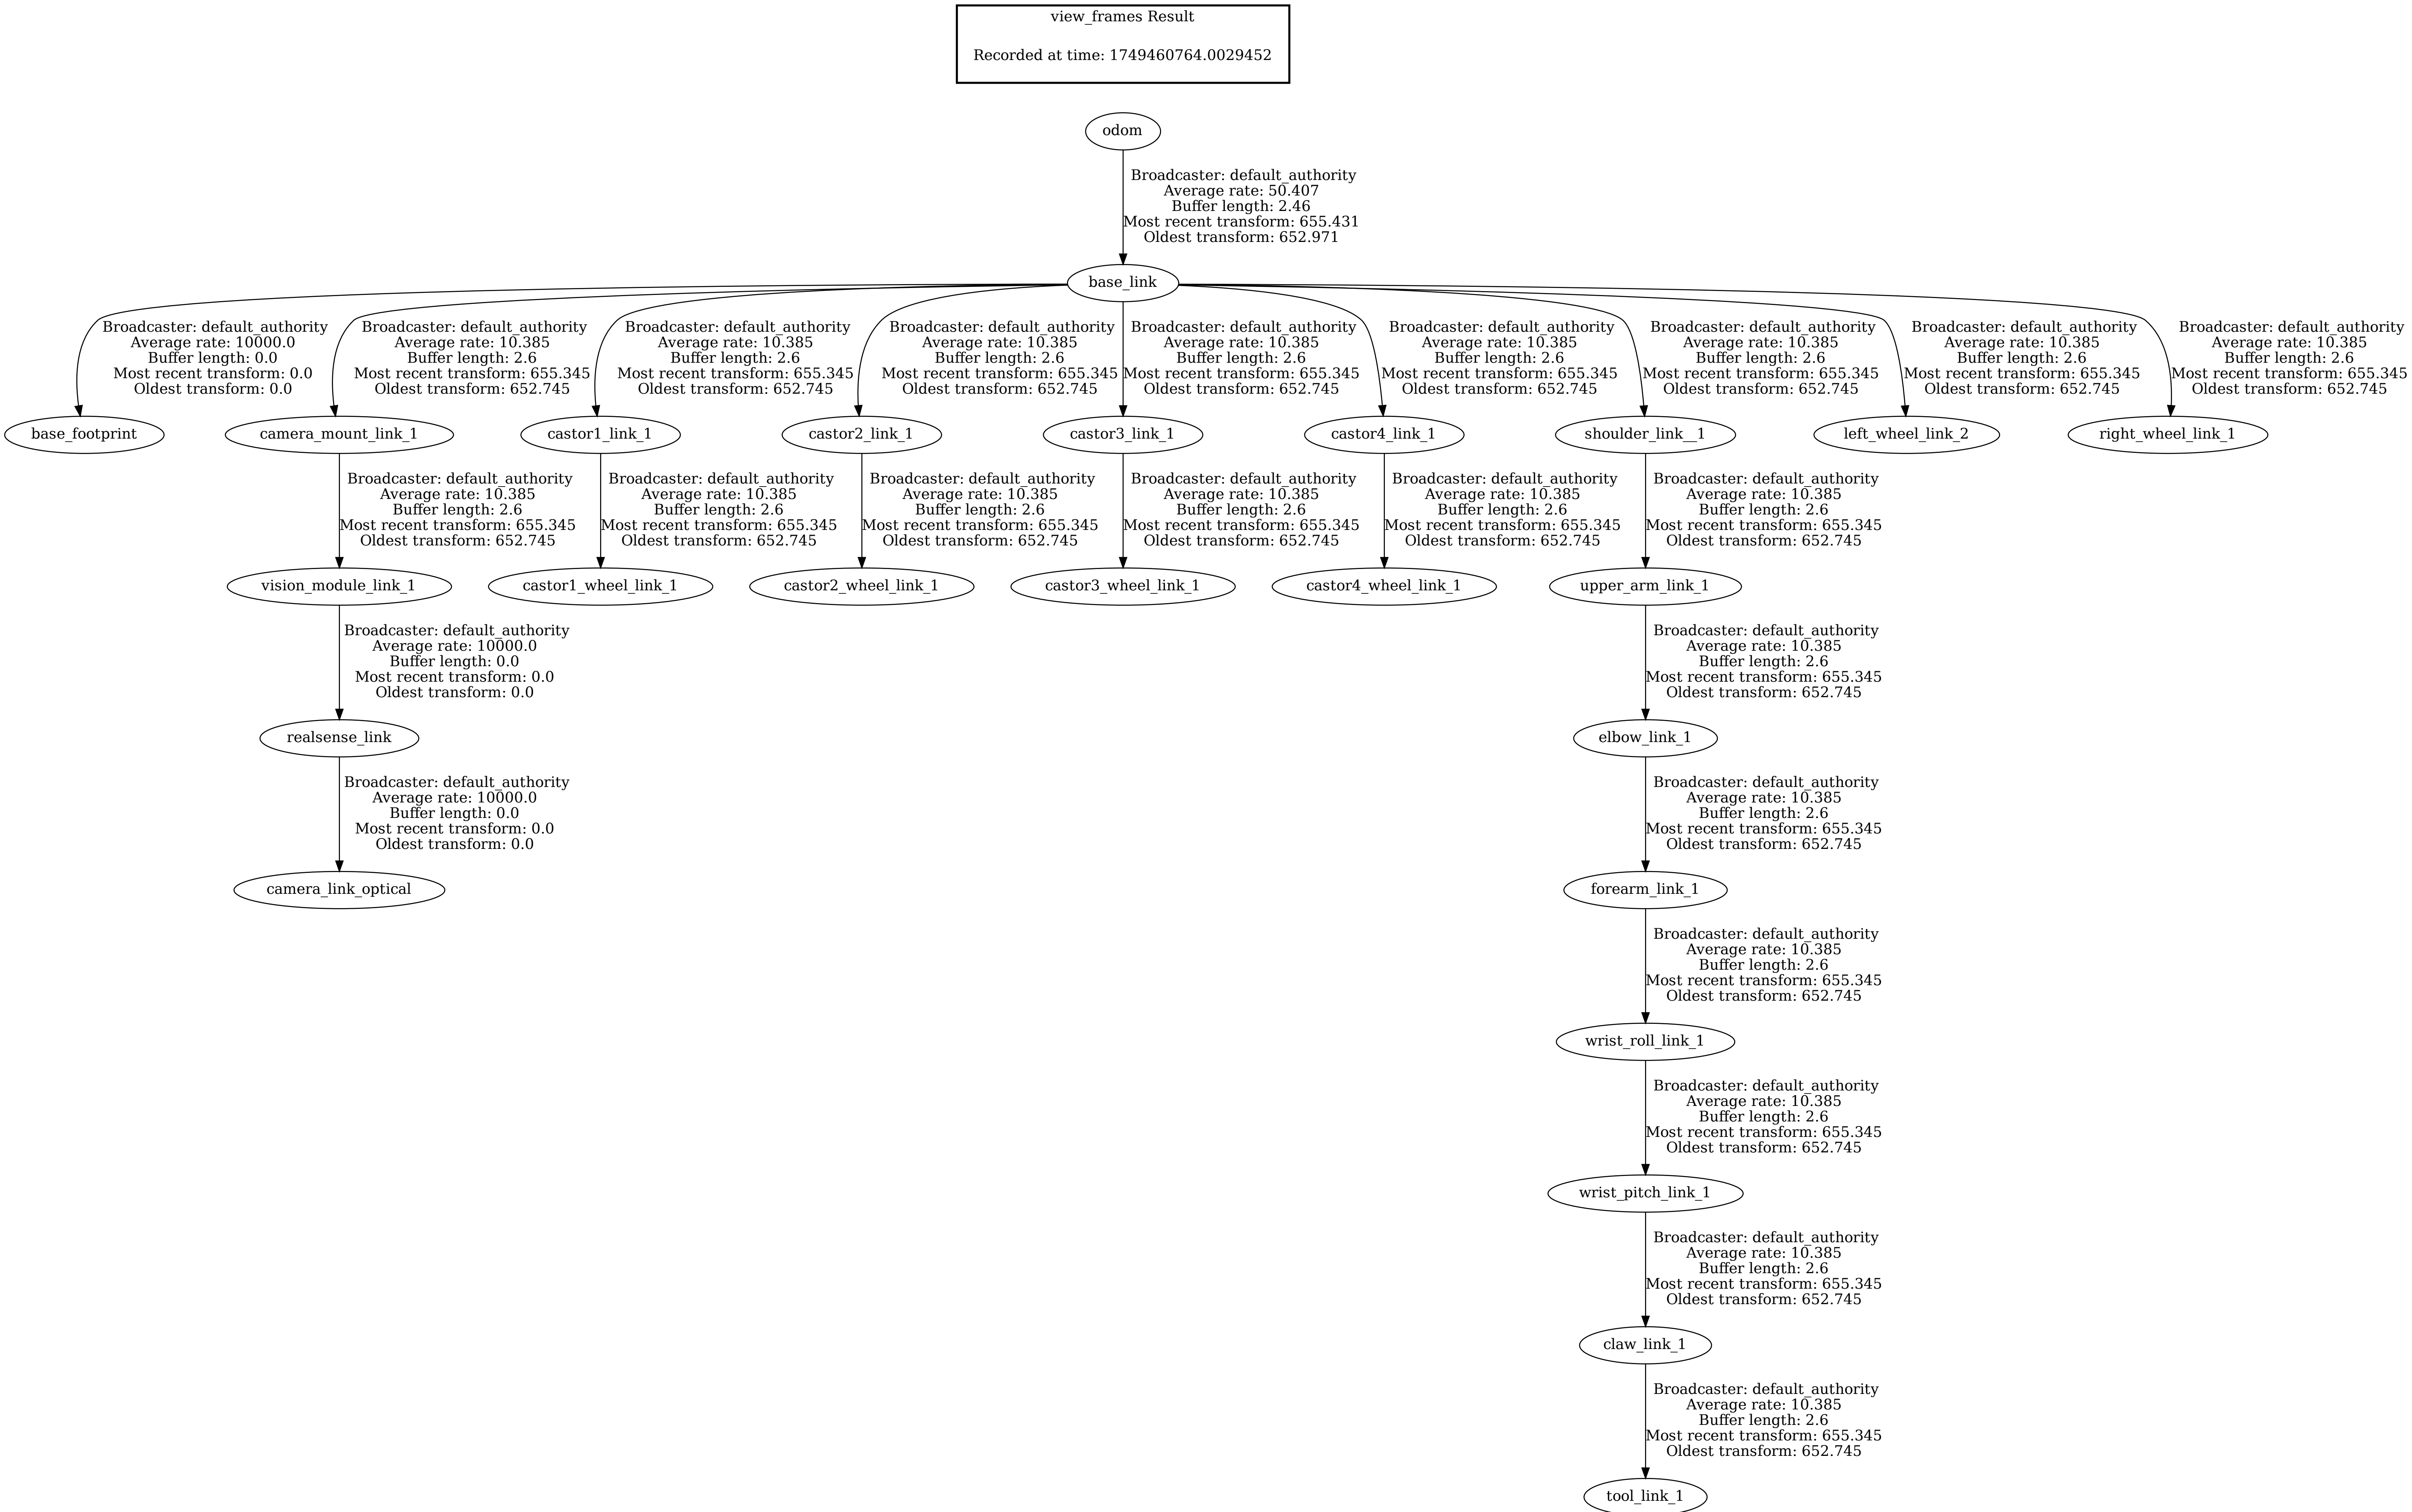 view_frames Result
Recorded at time: 1749460764.0029452
odom
Broadcaster: default_authority
Average rate: 50.407
Buffer length: 2.46
Most recent transform: 655.431
Oldest transform: 652.971
base_link
Broadcaster: default_authority
Average rate: 10000.0
Buffer length: 0.0
Most recent transform: 0.0
Oldest transform: 0.0
Broadcaster: default_authority
Average rate: 10.385
Buffer length: 2.6
Most recent transform: 655.345
Oldest transform: 652.745
Broadcaster: default_authority
Average rate: 10.385
Buffer length: 2.6
Most recent transform: 655.345
Oldest transform: 652.745
Broadcaster: default_authority
Average rate: 10.385
Buffer length: 2.6
Most recent transform: 655.345
Oldest transform: 652.745
Broadcaster: default_authority
Average rate: 10.385
Buffer length: 2.6
Most recent transform: 655.345
Oldest transform: 652.745
Broadcaster: default_authority
Average rate: 10.385
Buffer length: 2.6
Most recent transform: 655.345
Oldest transform: 652.745
Broadcaster: default_authority
Average rate: 10.385
Buffer length: 2.6
Most recent transform: 655.345
Oldest transform: 652.745
Broadcaster: default_authority
Average rate: 10.385
Buffer length: 2.6
Most recent transform: 655.345
Oldest transform: 652.745
Broadcaster: default_authority
Average rate: 10.385
Buffer length: 2.6
Most recent transform: 655.345
Oldest transform: 652.745
base_footprint
camera_mount_link_1
castor1_link_1
castor2_link_1
castor3_link_1
castor4_link_1
shoulder_link__1
left_wheel_link_2
right_wheel_link_1
Broadcaster: default_authority
Average rate: 10.385
Buffer length: 2.6
Most recent transform: 655.345
Oldest transform: 652.745
Broadcaster: default_authority
Average rate: 10.385
Buffer length: 2.6
Most recent transform: 655.345
Oldest transform: 652.745
Broadcaster: default_authority
Average rate: 10.385
Buffer length: 2.6
Most recent transform: 655.345
Oldest transform: 652.745
Broadcaster: default_authority
Average rate: 10.385
Buffer length: 2.6
Most recent transform: 655.345
Oldest transform: 652.745
Broadcaster: default_authority
Average rate: 10.385
Buffer length: 2.6
Most recent transform: 655.345
Oldest transform: 652.745
Broadcaster: default_authority
Average rate: 10.385
Buffer length: 2.6
Most recent transform: 655.345
Oldest transform: 652.745
vision_module_link_1
castor1_wheel_link_1
castor2_wheel_link_1
castor3_wheel_link_1
castor4_wheel_link_1
upper_arm_link_1
Broadcaster: default_authority
Average rate: 10000.0
Buffer length: 0.0
Most recent transform: 0.0
Oldest transform: 0.0
Broadcaster: default_authority
Average rate: 10.385
Buffer length: 2.6
Most recent transform: 655.345
Oldest transform: 652.745
realsense_link
elbow_link_1
Broadcaster: default_authority
Average rate: 10000.0
Buffer length: 0.0
Most recent transform: 0.0
Oldest transform: 0.0
Broadcaster: default_authority
Average rate: 10.385
Buffer length: 2.6
Most recent transform: 655.345
Oldest transform: 652.745
camera_link_optical
forearm_link_1
Broadcaster: default_authority
Average rate: 10.385
Buffer length: 2.6
Most recent transform: 655.345
Oldest transform: 652.745
wrist_roll_link_1
Broadcaster: default_authority
Average rate: 10.385
Buffer length: 2.6
Most recent transform: 655.345
Oldest transform: 652.745
wrist_pitch_link_1
Broadcaster: default_authority
Average rate: 10.385
Buffer length: 2.6
Most recent transform: 655.345
Oldest transform: 652.745
claw_link_1
Broadcaster: default_authority
Average rate: 10.385
Buffer length: 2.6
Most recent transform: 655.345
Oldest transform: 652.745
tool_link_1